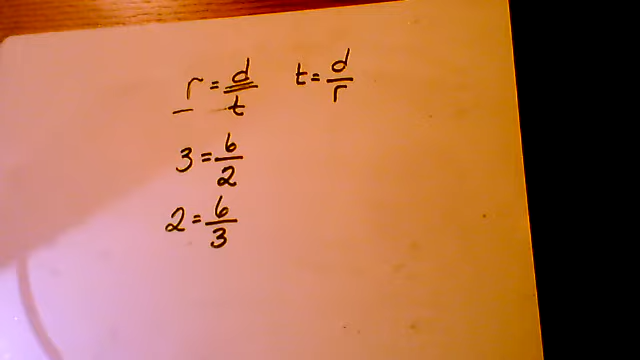 r = d/t  t = d/r
3 = 6/2
2 = 6/3